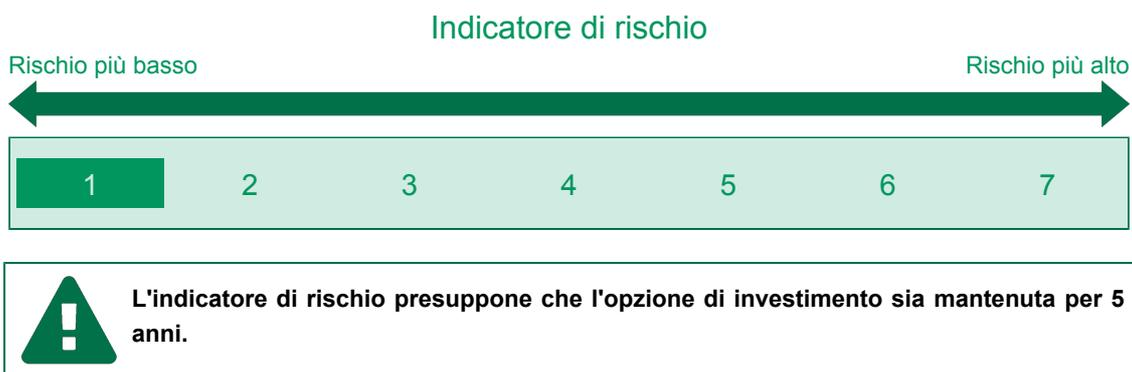 Indicatore di rischio
Rischio più basso Rischio più alto
1 2 3 4 5 6 7
L'indicatore di rischio presuppone che l'opzione di investimento sia mantenuta per 5
anni.